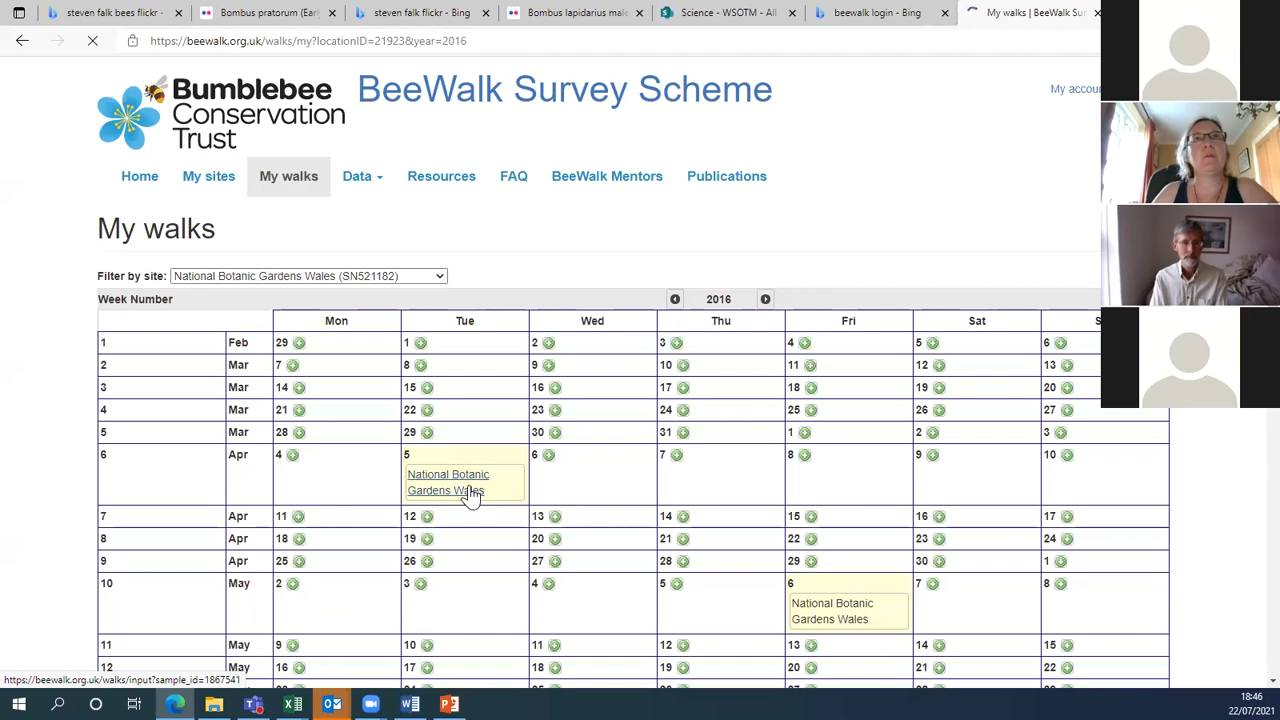 steven falk bees flickr -
Bombus pratorum (Earl
steven falk flickr - Bing
Bombus lapidarius male
Science - WSOTM - All
beewalk login - Bing
My walks | BeeWalk Sur
https://beewalk.org.uk/walks/my?locationID=21923&year=2016
Bumblebee
Conservation
Trust
BeeWalk Survey Scheme
My accou
Home My sites My walks Data Resources FAQ BeeWalk Mentors Publications
My walks
Filter by site: National Botanic Gardens Wales (SN521182)
Week Number 2016
Mon Tue Wed Thu Fri Sat S
1 Feb 29 1 2 3 4 5 6
2 Mar 7 8 9 10 11 12 13
3 Mar 14 15 16 17 18 19 20
4 Mar 21 22 23 24 25 26 27
5 Mar 28 29 30 31 1 2 3
6 Apr 4 5 6 7 8 9 10
National Botanic
Gardens Wales
7 Apr 11 12 13 14 15 16 17
8 Apr 18 19 20 21 22 23 24
9 Apr 25 26 27 28 29 30 1
10 May 2 3 4 5 6 7 8
National Botanic
Gardens Wales
11 May 9 10 11 12 13 14 15
12 May 16 17 18 19 20 21 22
https://beewalk.org.uk/walks/input?sample_id=1867541
18:46
22/07/2021